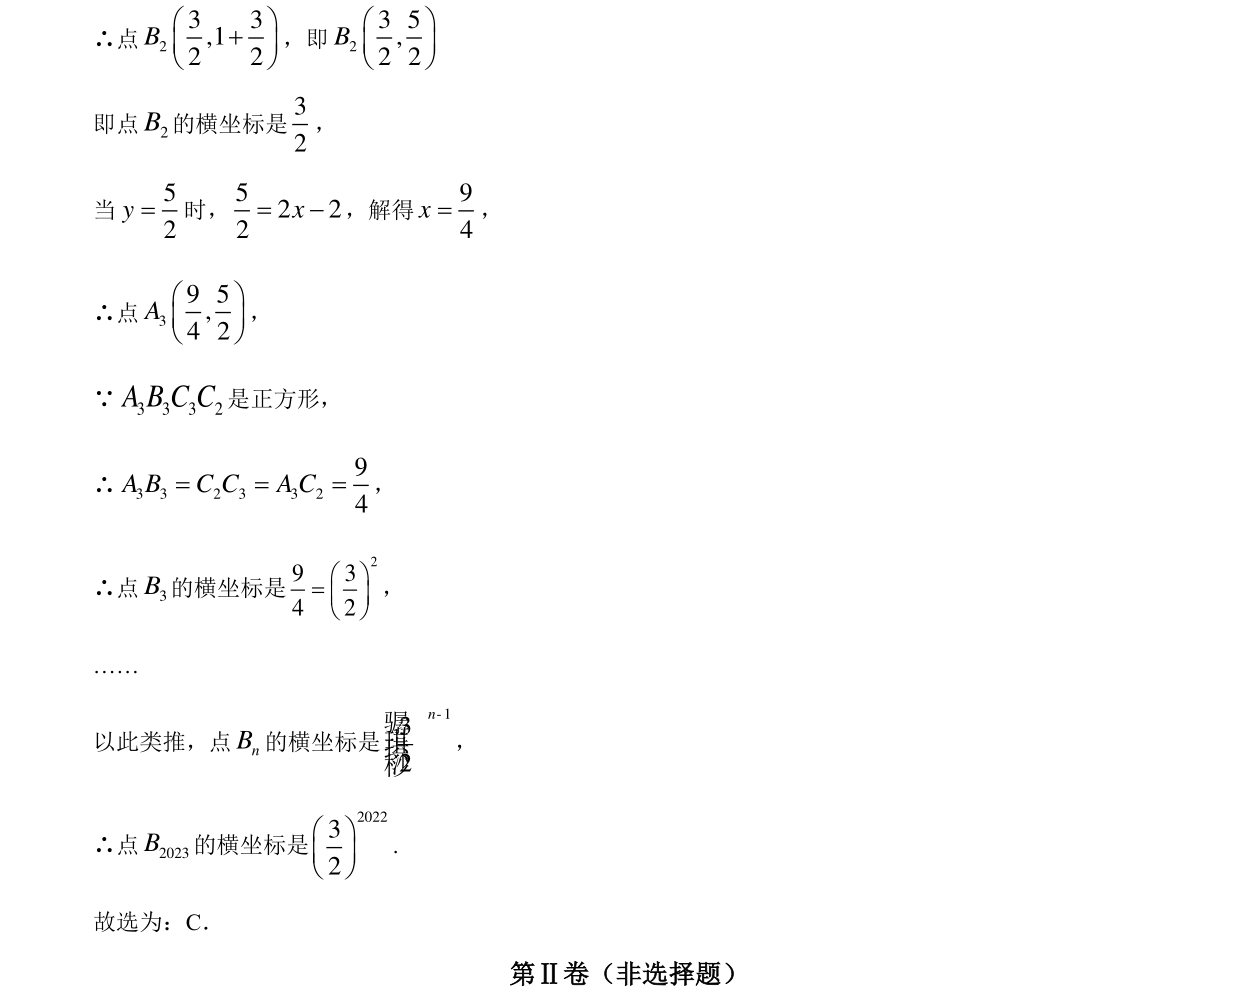 ∴点 B₂(3/2, 1+3/2)，即 B₂(3/2, 5/2)
即点 B₂ 的横坐标是 3/2，
当 y = 5/2 时，5/2 = 2x − 2，解得 x = 9/4，
∴点 A₃(9/4, 5/2)，
∵ A₃B₃C₃C₂ 是正方形，
∴ A₃B₃ = C₂C₃ = A₃C₂ = 9/4，
∴点 B₃ 的横坐标是 9/4 = (3/2)²，
……
以此类推，点 Bₙ 的横坐标是 3/2 ⁿ⁻¹，
∴点 B₂₀₂₃ 的横坐标是 (3/2)²⁰²².
故选为：C．
第Ⅱ卷（非选择题）